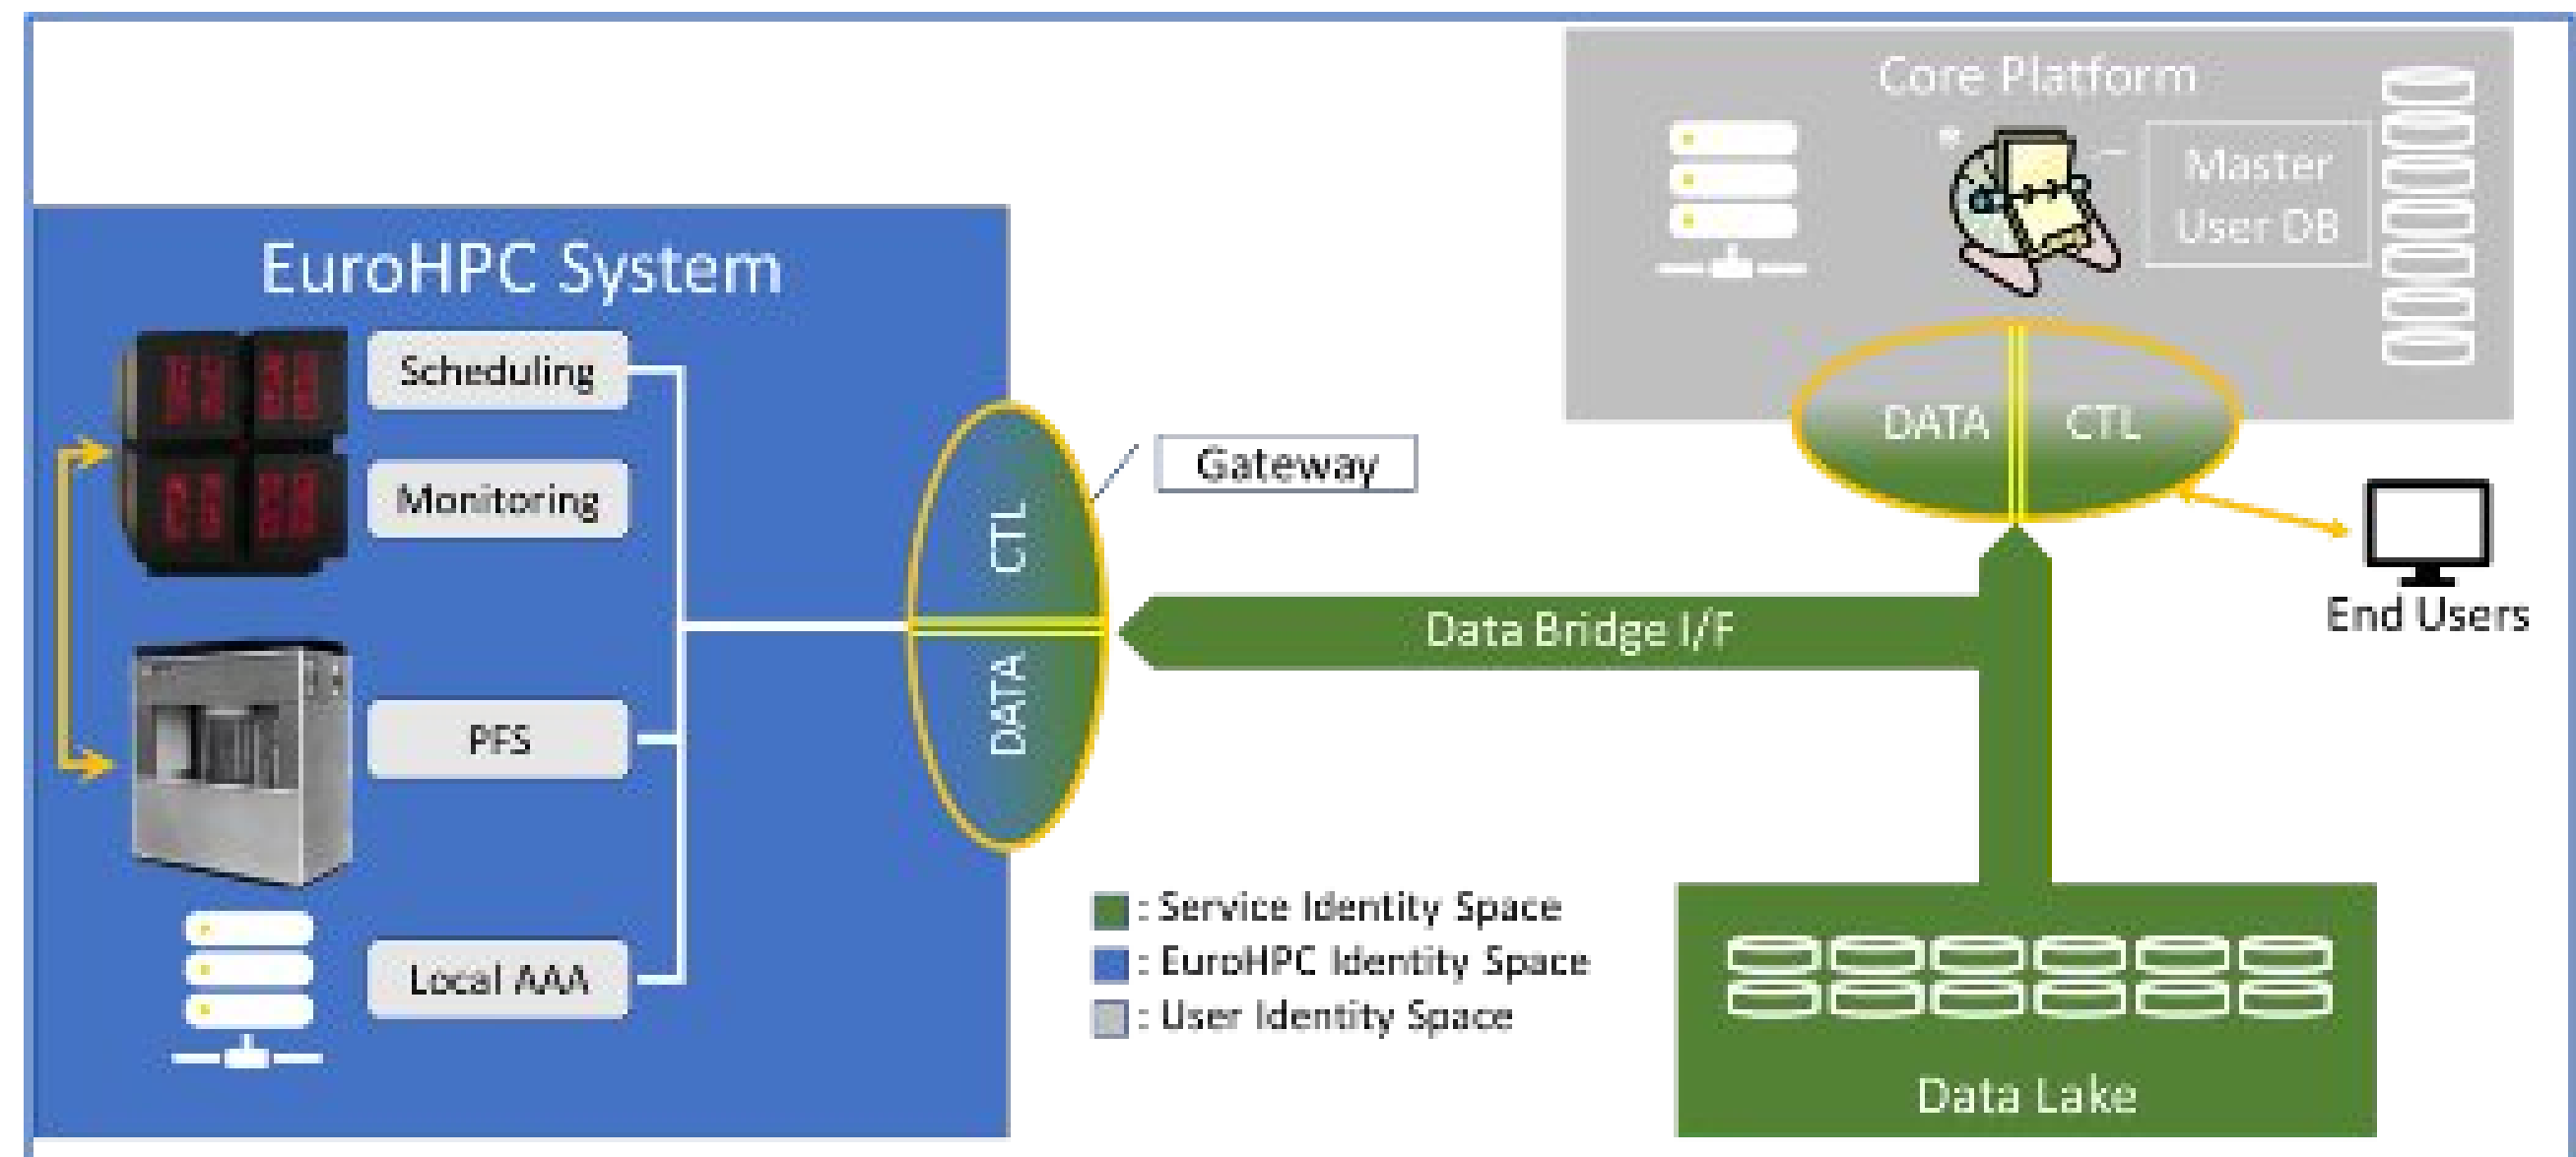 Core Platform
Master
User DB
EuroHPC System
Scheduling
Monitoring
PFS
Local AAA
CTL
DATA
Gateway
DATA
CTL
Data Bridge I/F
End Users
: Service Identity Space
: EuroHPC Identity Space
: User Identity Space
Data Lake